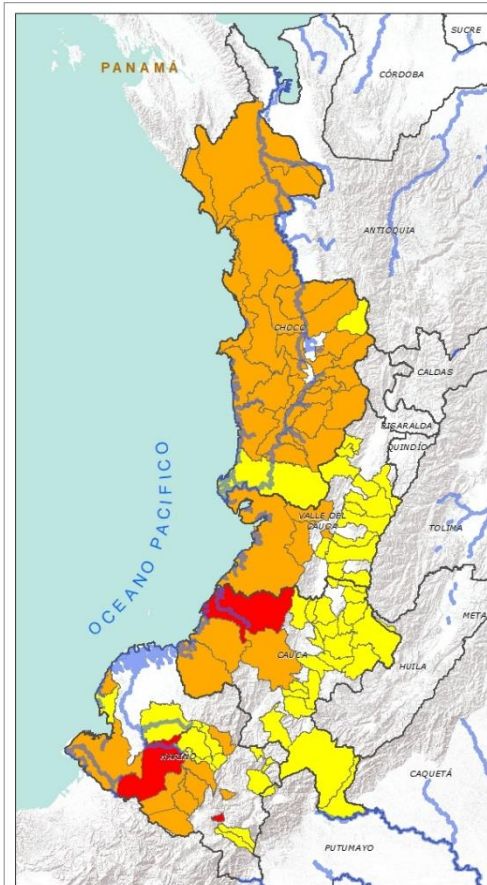 SUCRE
PANAMÁ
CÓRDOBA
ANTIOQUIA
CHOCÓ
CALDAS
RISARALDA
QUINDÍO
OCEANO PACIFICO
VALLE DEL
CAUCA
TOLIMA
META
CAUCA
HUILA
NARIÑO
CAQUETÁ
PUTUMAYO